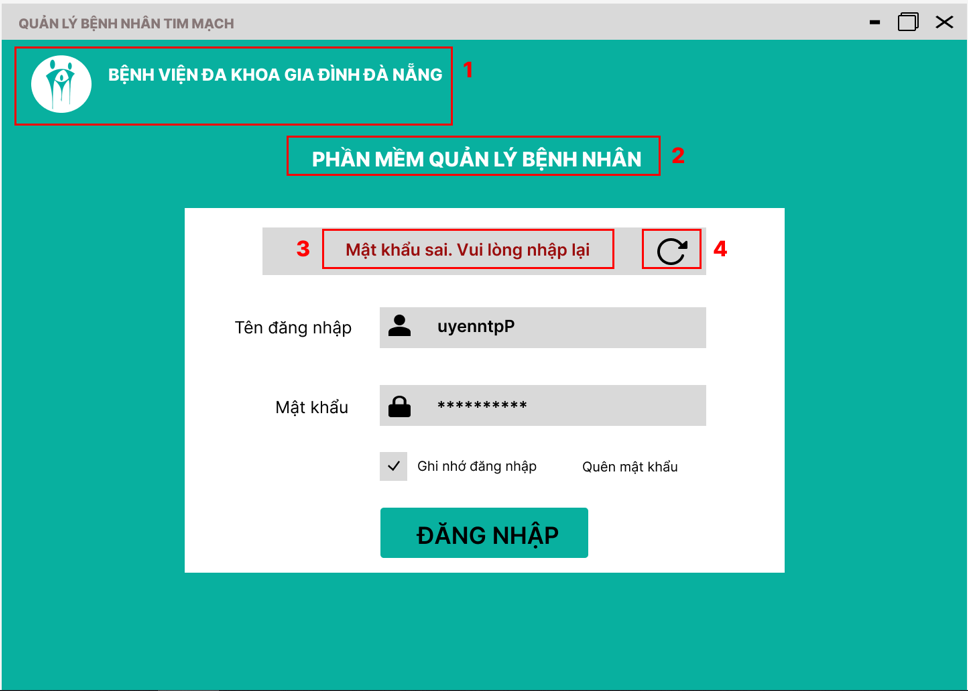 QUẢN LÝ BỆNH NHÂN TIM MẠCH
BỆNH VIỆN ĐA KHOA GIA ĐÌNH ĐÀ NẴNG 1
PHẦN MỀM QUẢN LÝ BỆNH NHÂN 2
3 Mật khẩu sai. Vui lòng nhập lại 4
Tên đăng nhập uyenntpP
Mật khẩu **********
Ghi nhớ đăng nhập Quên mật khẩu
ĐĂNG NHẬP